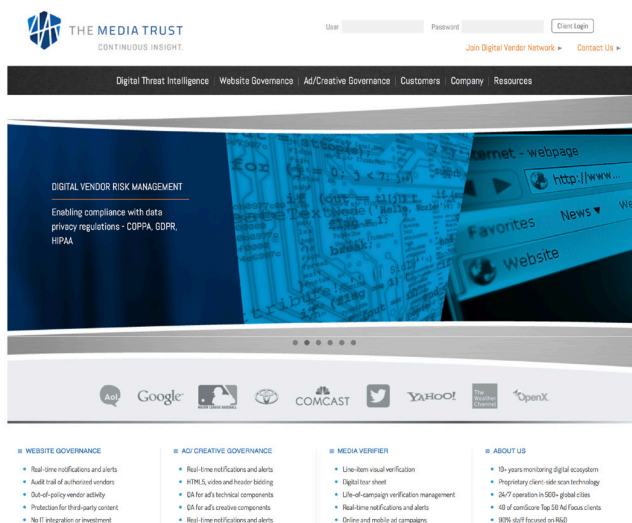 THE MEDIA TRUST
CONTINUOUS INSIGHT.
User
Password
Client Login
Join Digital Vendor Network ►
Contact Us ►
Digital Threat Intelligence | Website Governance | Ad/Creative Governance | Customers | Company | Resources
DIGITAL VENDOR RISK MANAGEMENT
Enabling compliance with data
privacy regulations - COPPA, GDPR,
HIPAA
for
break;
ternet - webpage
http://www...
Favorites
News ▼
We
Website
Aol.
Google
MAJOR LEAGUE BASEBALL
COMCAST
YAHOO!
The
Weather
Channel
OpenX
WEBSITE GOVERNANCE
Real-time notifications and alerts
Audit trail of authorized vendors
Out-of-policy vendor activity
Protection for third-party content
No IT integration or investment
AD/ CREATIVE GOVERNANCE
Real-time notifications and alerts
HTML5, video and header bidding
QA for ad's technical components
QA for ad's creative components
Real-time notifications and alerts
MEDIA VERIFIER
Line-item visual verification
Digital tear sheet
Life-of-campaign verification management
Real-time notifications and alerts
Online and mobile ad campaigns
ABOUT US
10+ years monitoring digital ecosystem
Proprietary client-side scan technology
24/7 operation in 500+ global cities
40 of comScore Top 50 Ad Focus clients
90% staff focused on R&D